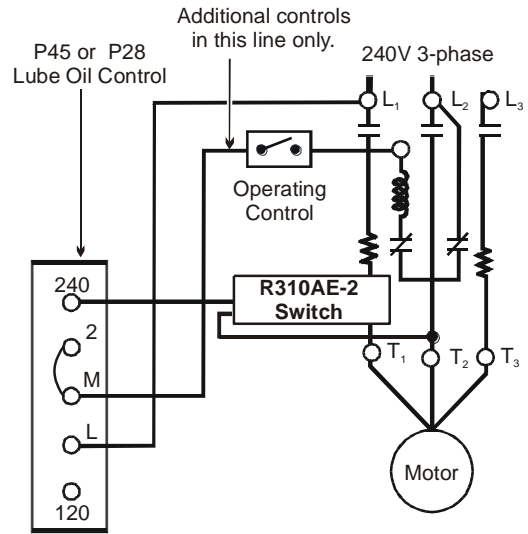 Additional controls
in this line only.
P45 or P28
Lube Oil Control
240V 3-phase
L1
L2
L3
Operating
Control
240
R310AE-2
Switch
2
M
T1
T2
T3
L
Motor
120